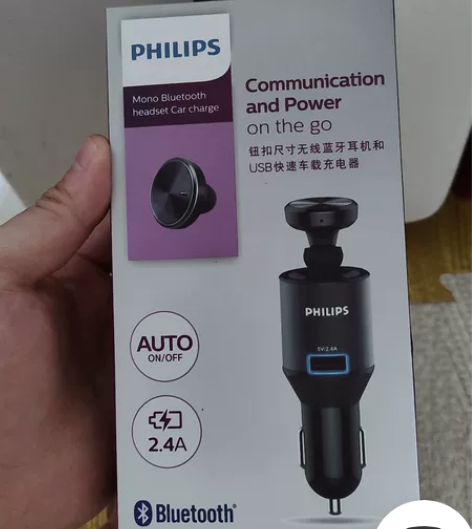 PHILIPS
Mono Bluetooth
headset Car charge
Communication
and Power
on the go
钮扣尺寸无线蓝牙耳机和
USB快速车载充电器
PHILIPS
5V/2.4A
AUTO
ON/OFF
2.4A
Bluetooth®